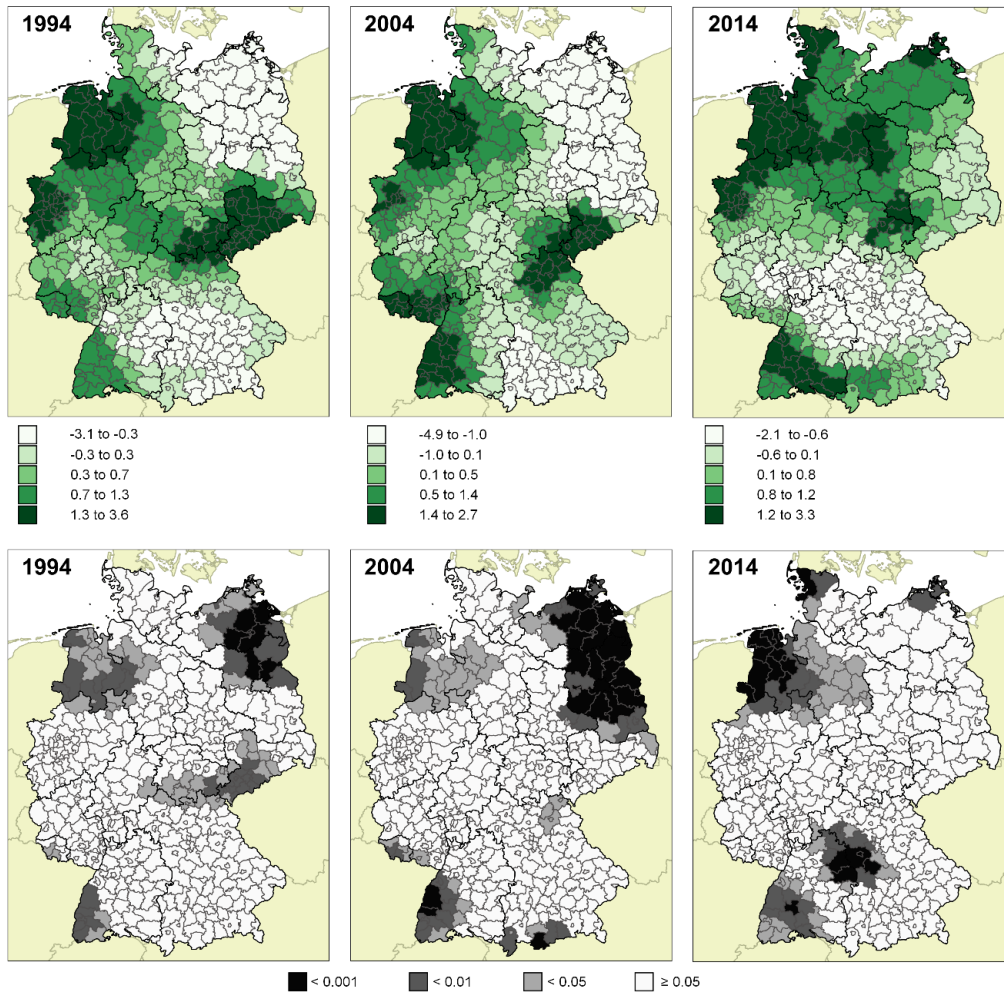 1994
2004
2014
-3.1 to -0.3
-0.3 to 0.3
0.3 to 0.7
0.7 to 1.3
1.3 to 3.6
-4.9 to -1.0
-1.0 to 0.1
0.1 to 0.5
0.5 to 1.4
1.4 to 2.7
-2.1 to -0.6
-0.6 to 0.1
0.1 to 0.8
0.8 to 1.2
1.2 to 3.3
1994
2004
2014
< 0.001 < 0.01 < 0.05 ≥ 0.05